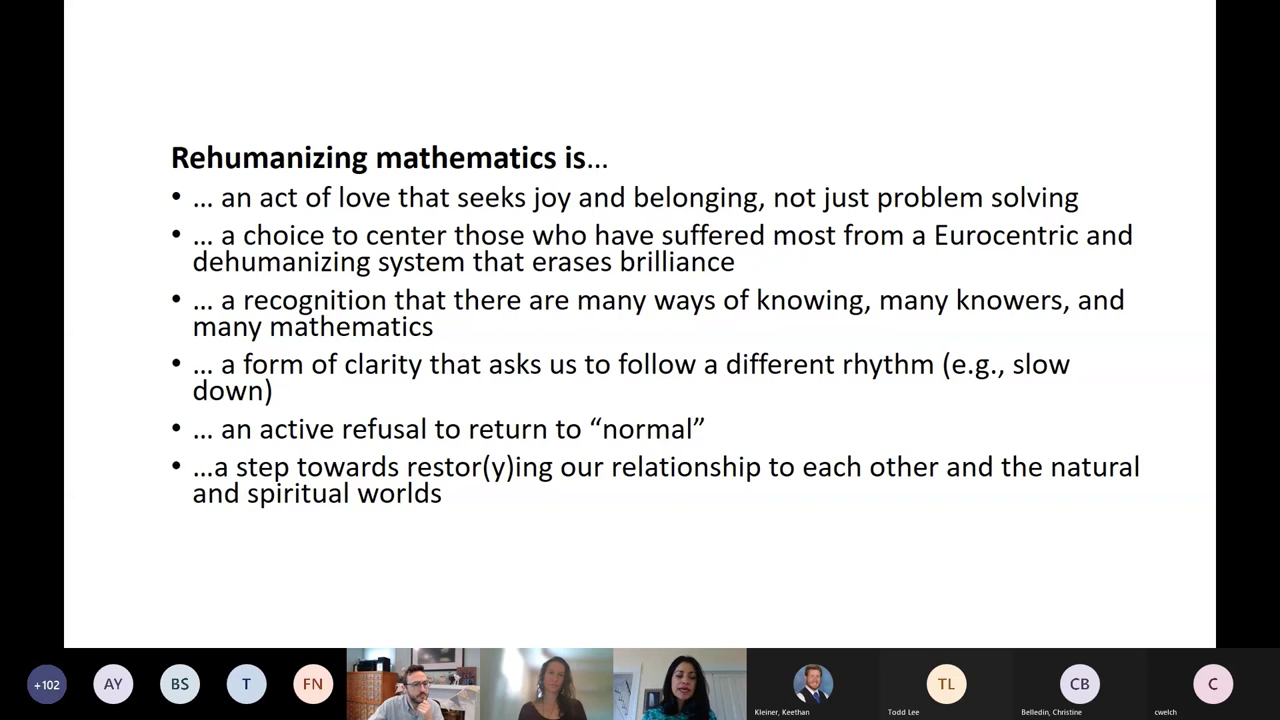 Rehumanizing mathematics is…
• … an act of love that seeks joy and belonging, not just problem solving
• … a choice to center those who have suffered most from a Eurocentric and
dehumanizing system that erases brilliance
• … a recognition that there are many ways of knowing, many knowers, and
many mathematics
• … a form of clarity that asks us to follow a different rhythm (e.g., slow
down)
• … an active refusal to return to “normal”
• …a step towards restor(y)ing our relationship to each other and the natural
and spiritual worlds
+102 AY BS T FN TL CB C
Kleiner, Keethan Todd Lee Belledin, Christine cwelch